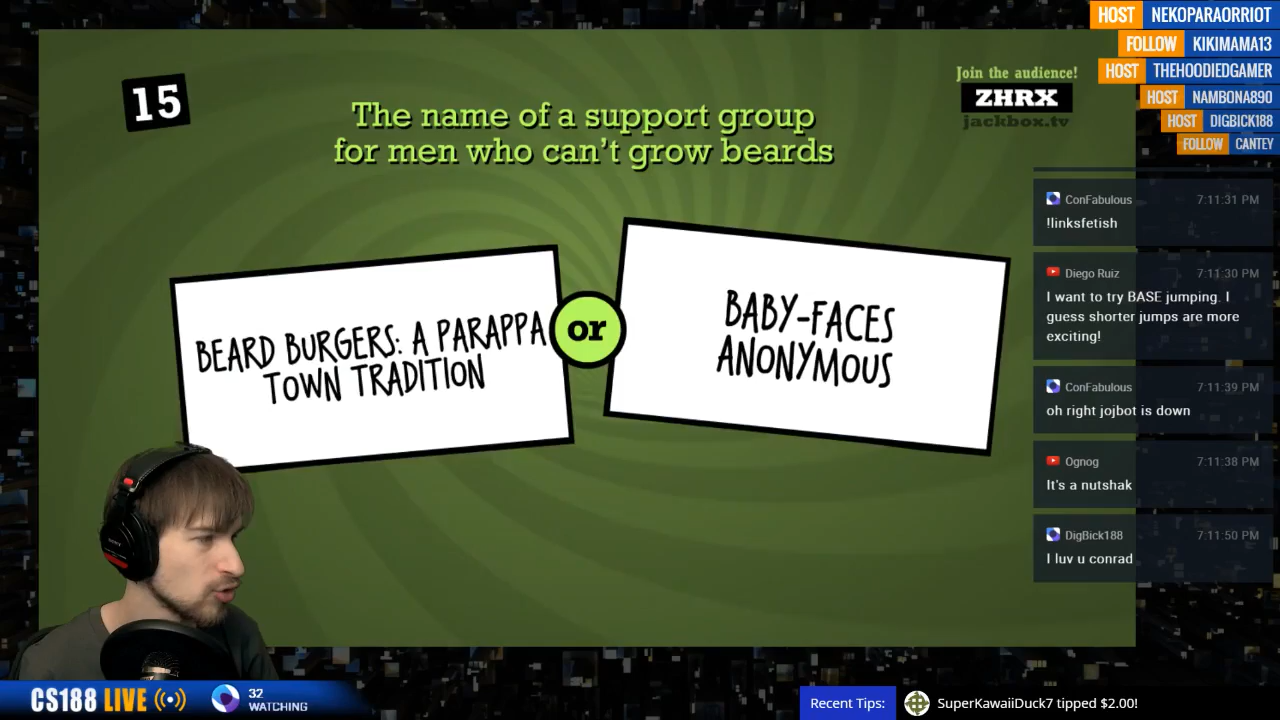 15
The name of a support group
for men who can't grow beards
Join the audience!
ZHRX
jackbox.tv
BEARD BURGERS: A PARAPPA
TOWN TRADITION
or
BABY-FACES
ANONYMOUS
HOST NEKOPARAORRIOT
FOLLOW KIKIMAMA13
HOST THEHOODIEDGAMER
HOST NAMBONA890
HOST DIGBICK188
FOLLOW CANTEY
ConFabulous 7:11:31 PM
!linksfetish
Diego Ruiz 7:11:30 PM
I want to try BASE jumping. I
guess shorter jumps are more
exciting!
ConFabulous 7:11:39 PM
oh right jojbot is down
Ognog 7:11:38 PM
It's a nutshak
DigBick188 7:11:50 PM
I luv u conrad
SONY
CS188 LIVE
32
WATCHING
Recent Tips:
SuperKawaiiDuck7 tipped $2.00!